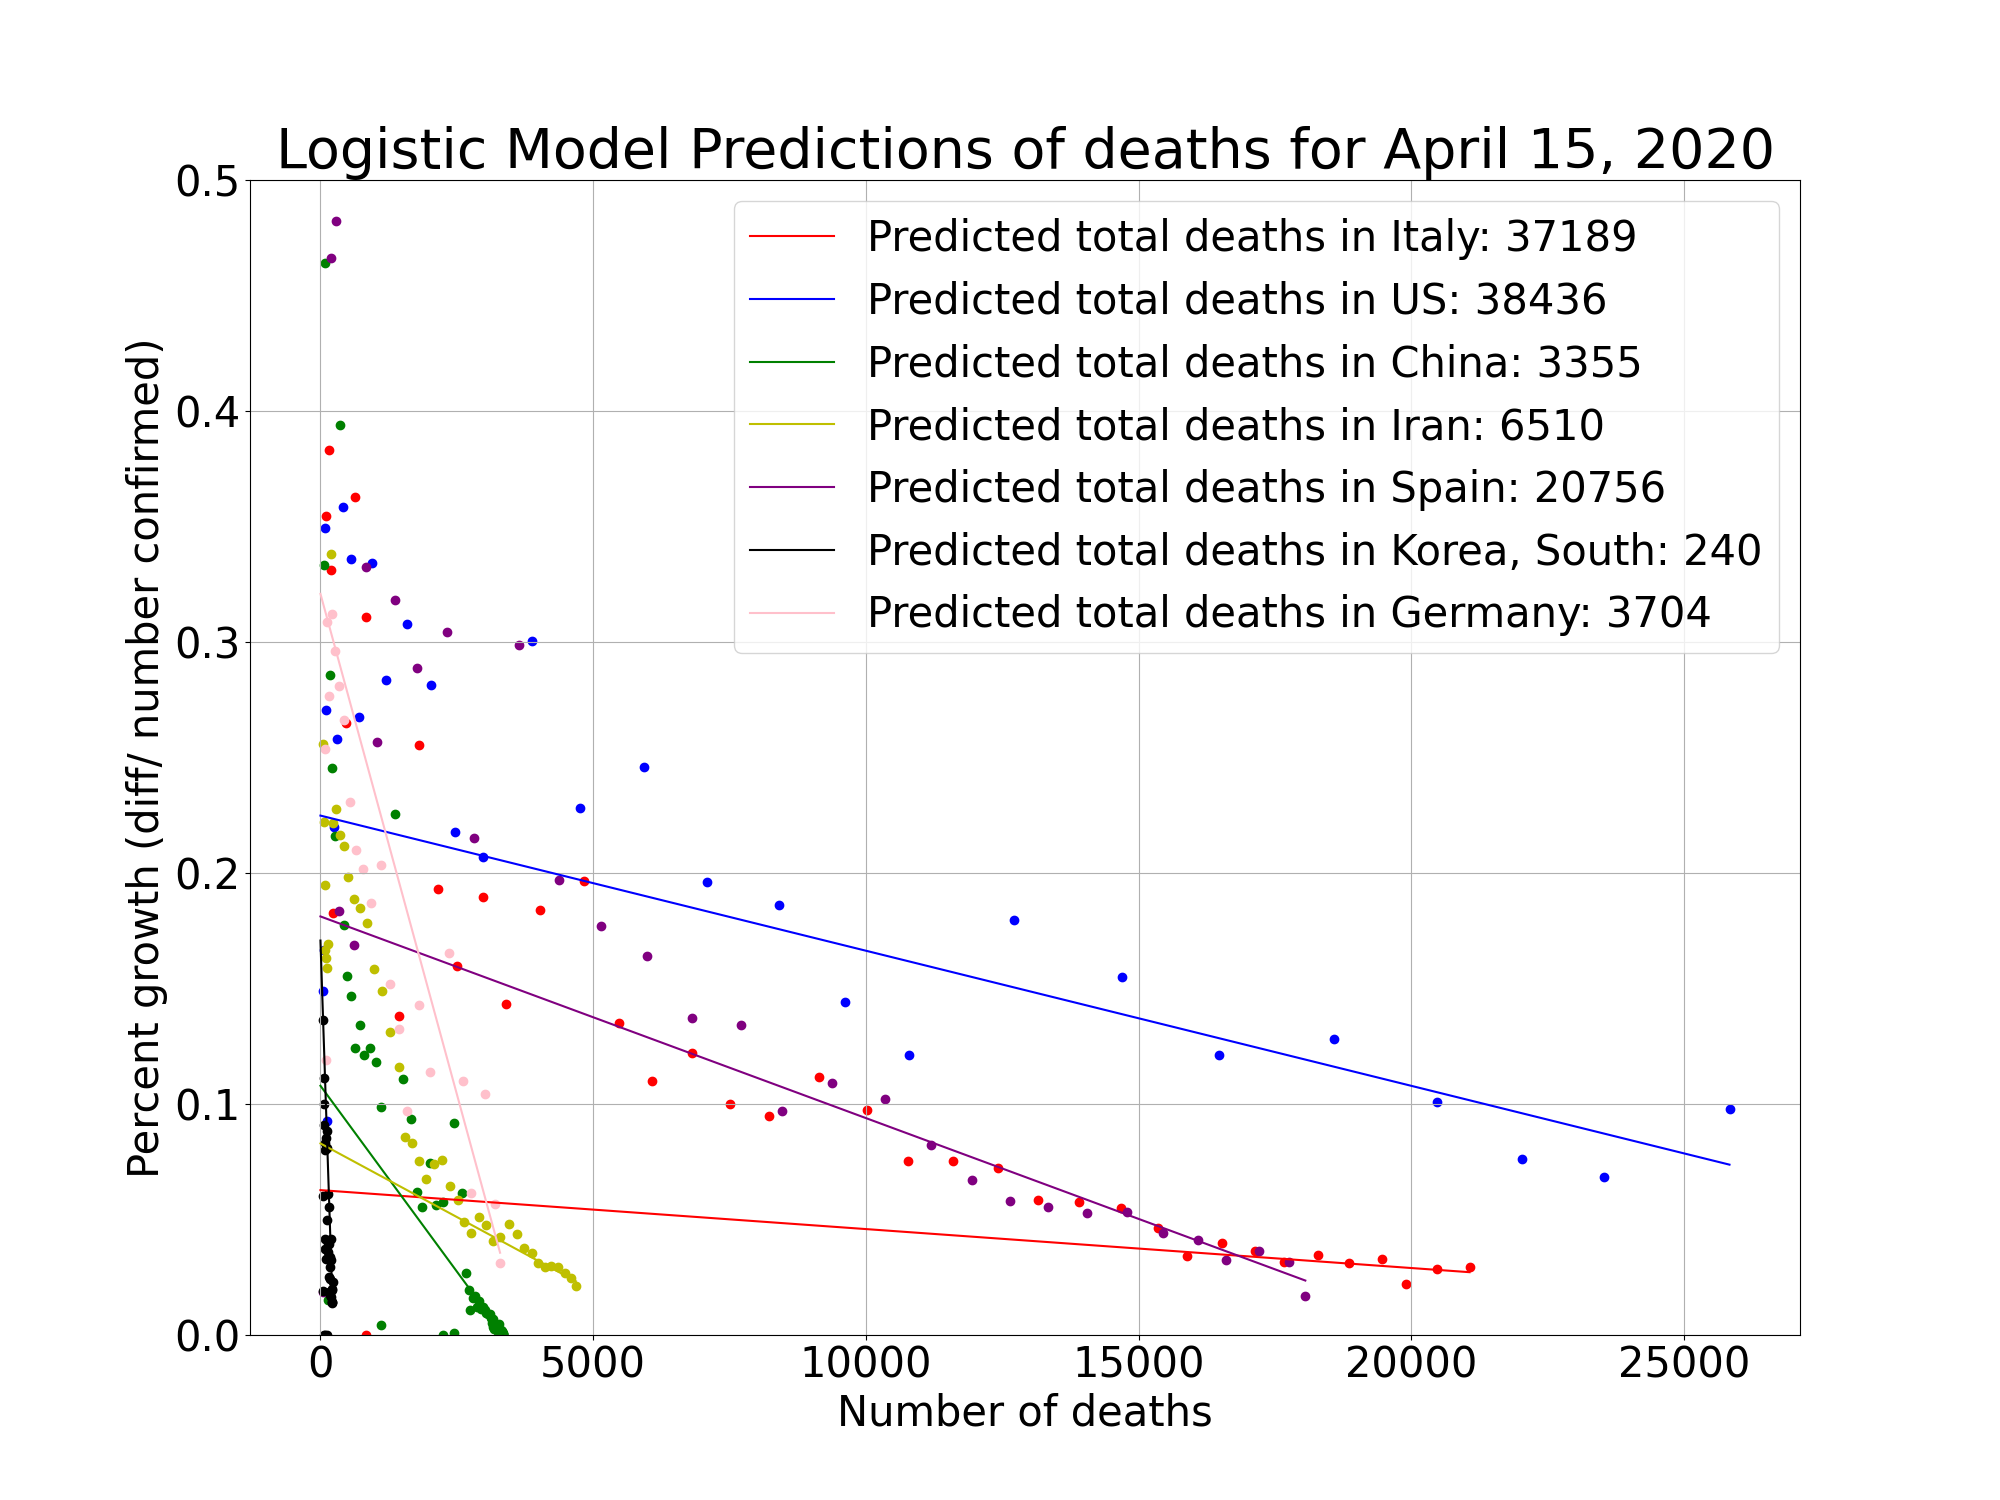 Logistic Model Predictions of deaths for April 15, 2020
0.5
0.4
0.3
0.2
0.1
0.0
Percent growth (diff/ number confirmed)
Predicted total deaths in Italy: 37189
Predicted total deaths in US: 38436
Predicted total deaths in China: 3355
Predicted total deaths in Iran: 6510
Predicted total deaths in Spain: 20756
Predicted total deaths in Korea, South: 240
Predicted total deaths in Germany: 3704
0 5000 10000 15000 20000 25000
Number of deaths